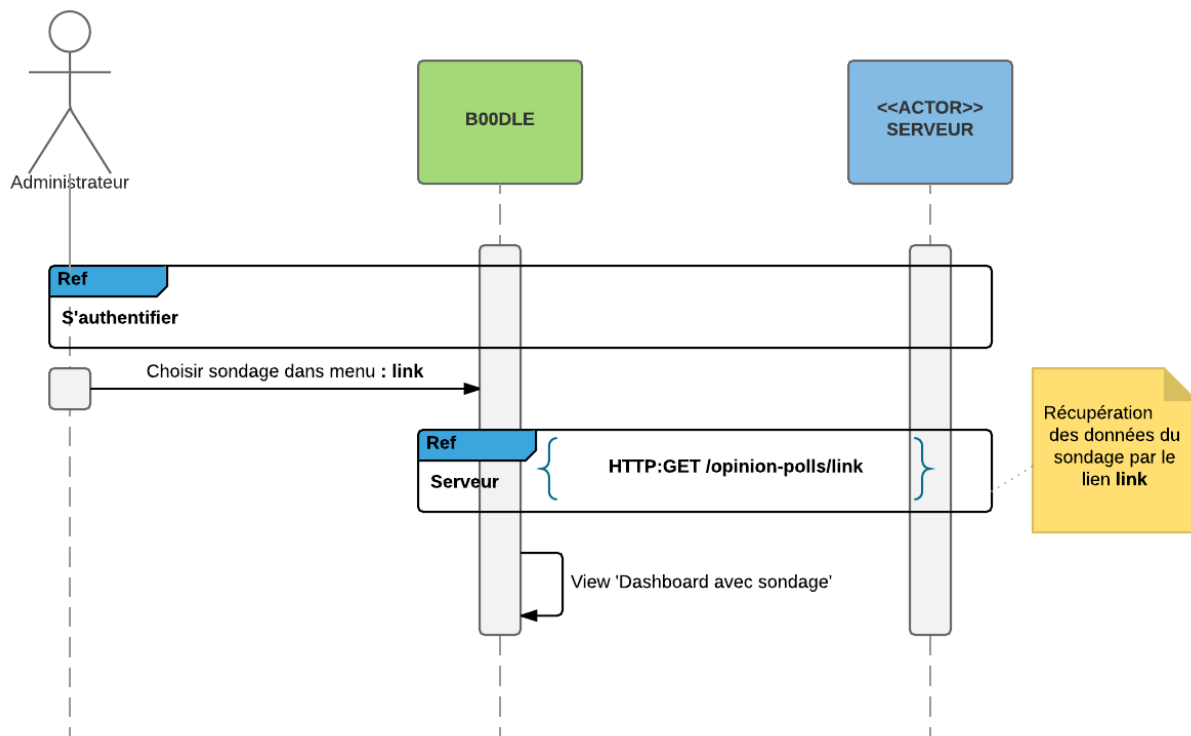 Administrateur
B00DLE
<<ACTOR>>
SERVEUR
Ref
S'authentifier
Choisir sondage dans menu : link
Ref
Serveur
{ HTTP:GET /opinion-polls/link }
Récupération
des données du
sondage par le
lien link
View 'Dashboard avec sondage'